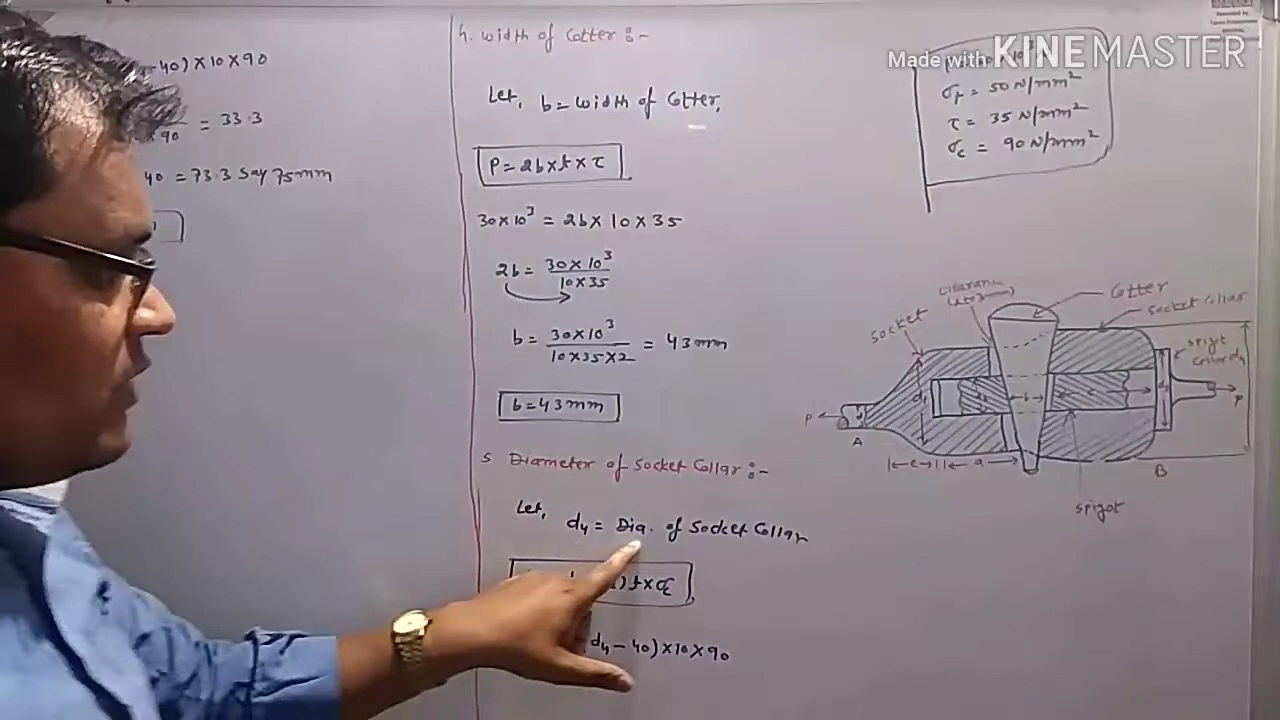 -40) × 10 × 90
90 = 33.3
40 = 73.3 Say 75mm
4. Width of Cotter :-
Let, b = Width of Cotter,
P = 2b × t × τ
30 × 10³ = 2b × 10 × 35
2b = 30 × 10³ / 10 × 35
b = 30 × 10³ / 10 × 35 × 2 = 43 mm
b = 43 mm
5 Diameter of Socket Collar :-
Let, d₄ = Dia. of Socket Collar
) t × σc
d₄ - 40) × 10 × 90
Made with KINEMASTER
σt = 50 N/mm²
τ = 35 N/mm²
σc = 90 N/mm²
Clearance
Cotter
Socket Collar
Socket
Spigot
Collar d₄
P
A
e
a
b
P
B
Spigot